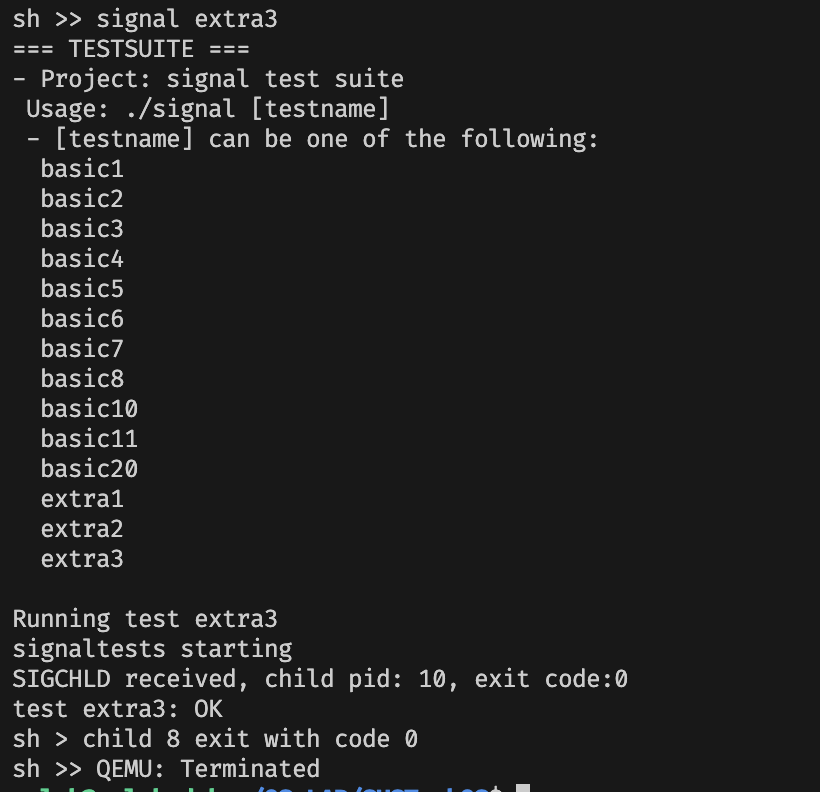 sh >> signal extra3
=== TESTSUITE ===
- Project: signal test suite
Usage: ./signal [testname]
- [testname] can be one of the following:
basic1
basic2
basic3
basic4
basic5
basic6
basic7
basic8
basic10
basic11
basic20
extra1
extra2
extra3
Running test extra3
signaltests starting
SIGCHLD received, child pid: 10, exit code:0
test extra3: OK
sh > child 8 exit with code 0
sh >> QEMU: Terminated